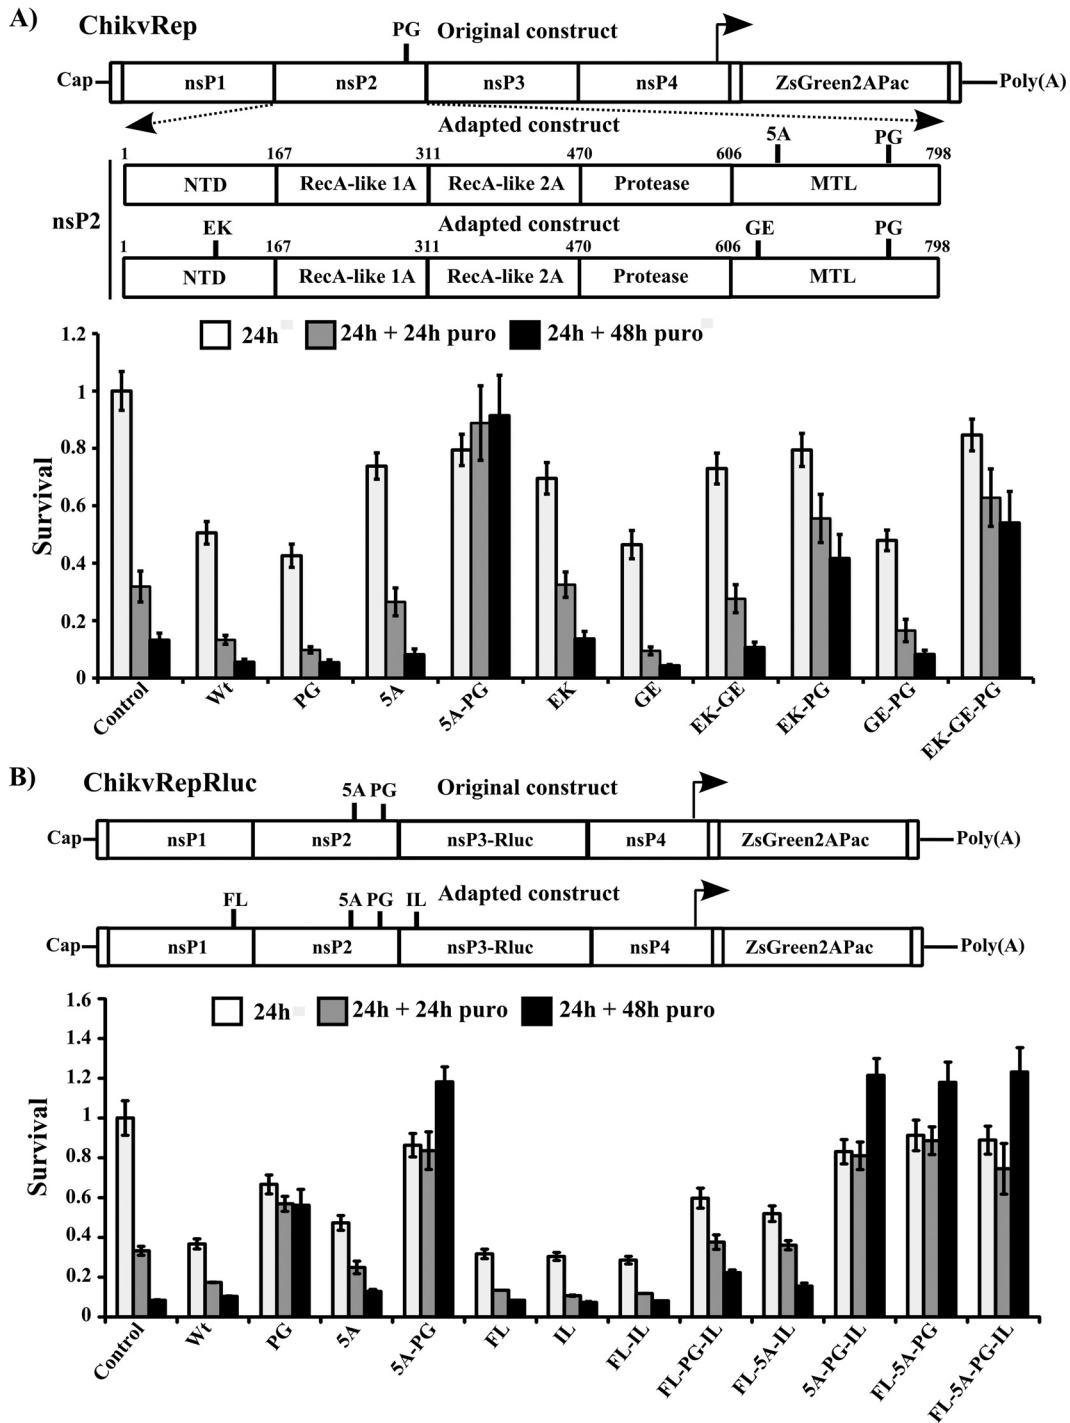 A)
ChikvRep
PG
Original construct
Cap
nsP1
nsP2
nsP3
nsP4
ZsGreen2APac
Poly(A)
Adapted construct
5A
PG
1
167
311
470
606
798
nsP2
NTD
RecA-like 1A
RecA-like 2A
Protease
MTL
EK
Adapted construct
GE
PG
1
167
311
470
606
798
NTD
RecA-like 1A
RecA-like 2A
Protease
MTL
24h
24h + 24h puro
24h + 48h puro
Survival
1.2
1
0.8
0.6
0.4
0.2
0
Control
Wt
PG
5A
5A-PG
EK
GE
EK-GE
EK-PG
GE-PG
EK-GE-PG
B)
ChikvRepRluc
5A PG
Original construct
Cap
nsP1
nsP2
nsP3-Rluc
nsP4
ZsGreen2APac
Poly(A)
FL
5A PG
IL
Adapted construct
Cap
nsP1
nsP2
nsP3-Rluc
nsP4
ZsGreen2APac
Poly(A)
24h
24h + 24h puro
24h + 48h puro
Survival
1.6
1.4
1.2
1
0.8
0.6
0.4
0.2
0
Control
Wt
PG
5A
5A-PG
FL
IL
FL-IL
FL-PG-IL
FL-5A-IL
5A-PG-IL
FL-5A-PG
FL-5A-PG-IL